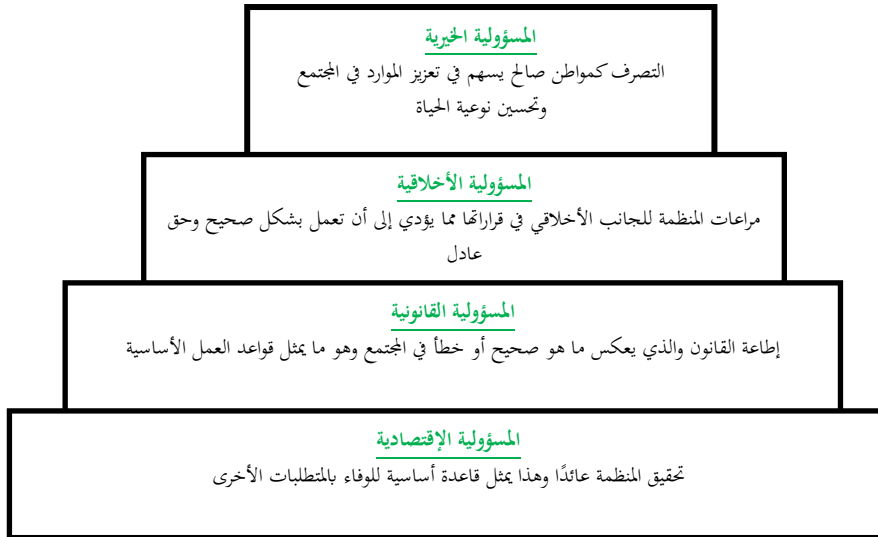 المسؤولية الخيرية
التصرف كمواطن صالح يسهم في تعزيز الموارد في المجتمع
وتحسين نوعية الحياة
المسؤولية الأخلاقية
مراعات المنظمة للجانب الأخلاقي في قراراتها مما يؤدي إلى أن تعمل بشكل صحيح وحق
عادل
المسؤولية القانونية
إطاعة القانون والذي يعكس ما هو صحيح أو خطأ في المجتمع وهو ما يمثل قواعد العمل الأساسية
المسؤولية الإقتصادية
تحقيق المنظمة عائدًا وهذا يمثل قاعدة أساسية للوفاء بالمتطلبات الأخرى